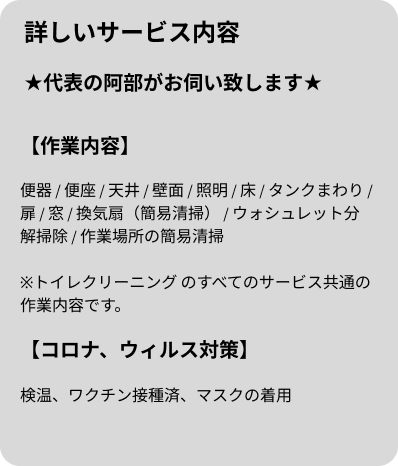 詳しいサービス内容
★代表の阿部がお伺い致します★
【作業内容】
便器 / 便座 / 天井 / 壁面 / 照明 / 床 / タンクまわり /
扉 / 窓 / 換気扇（簡易清掃） / ウォシュレット分
解掃除 / 作業場所の簡易清掃
※トイレクリーニング のすべてのサービス共通の
作業内容です。
【コロナ、ウィルス対策】
検温、ワクチン接種済、マスクの着用